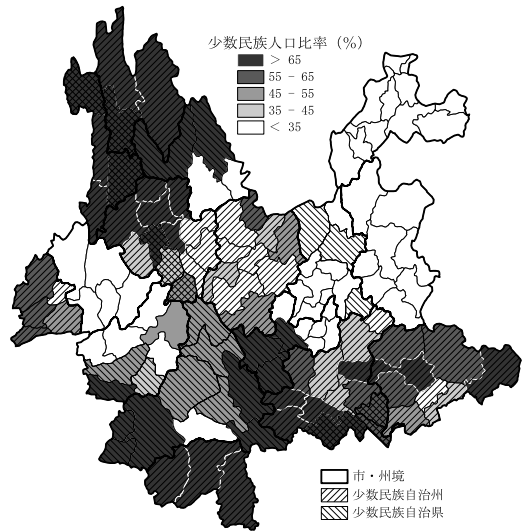 少数民族人口比率 (%)
> 65
55 - 65
45 - 55
35 - 45
< 35
市・州境
少数民族自治州
少数民族自治県